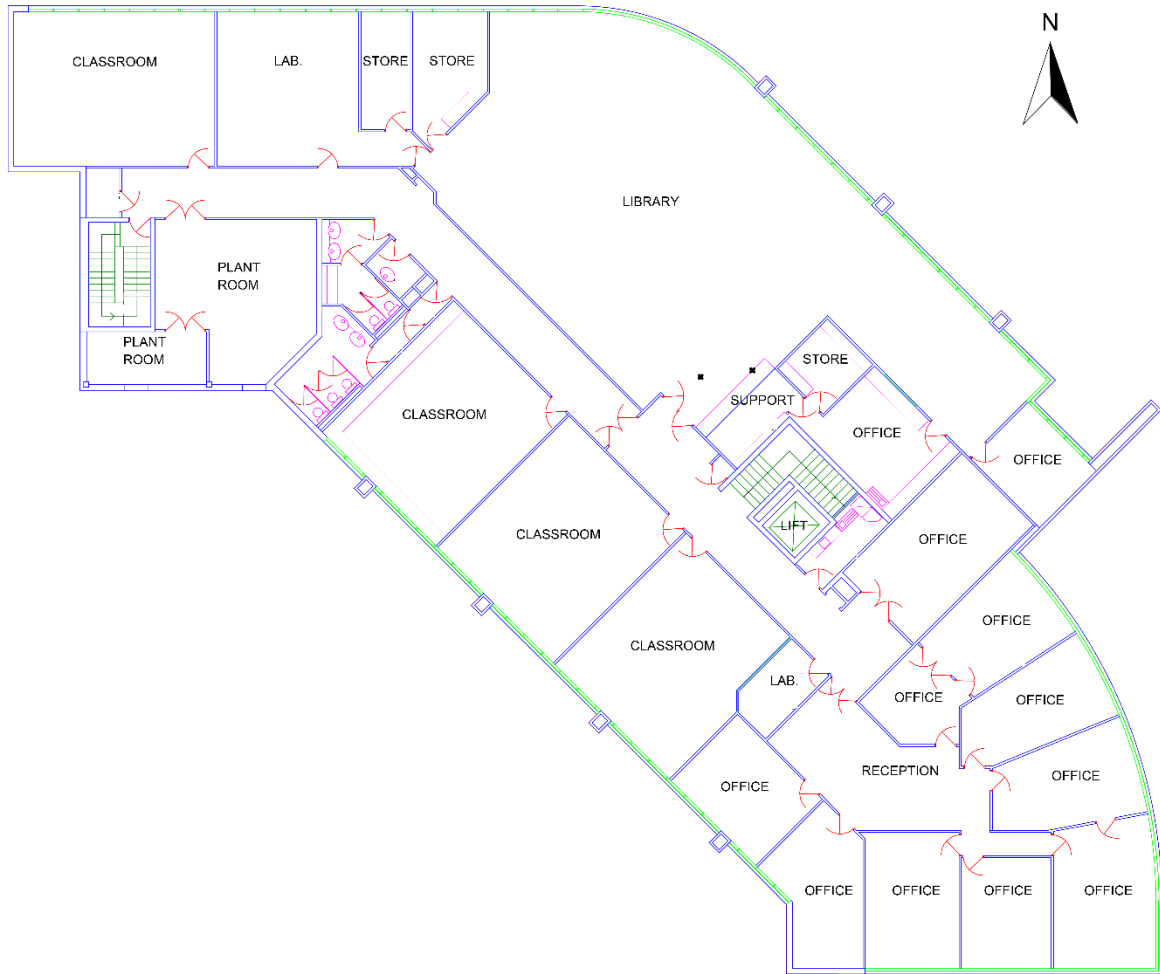 N
CLASSROOM
LAB.
STORE
STORE
LIBRARY
PLANT
ROOM
PLANT
ROOM
STORE
SUPPORT
CLASSROOM
OFFICE
OFFICE
LIFT
CLASSROOM
OFFICE
OFFICE
CLASSROOM
LAB.
OFFICE
OFFICE
RECEPTION
OFFICE
OFFICE
OFFICE
OFFICE
OFFICE
OFFICE